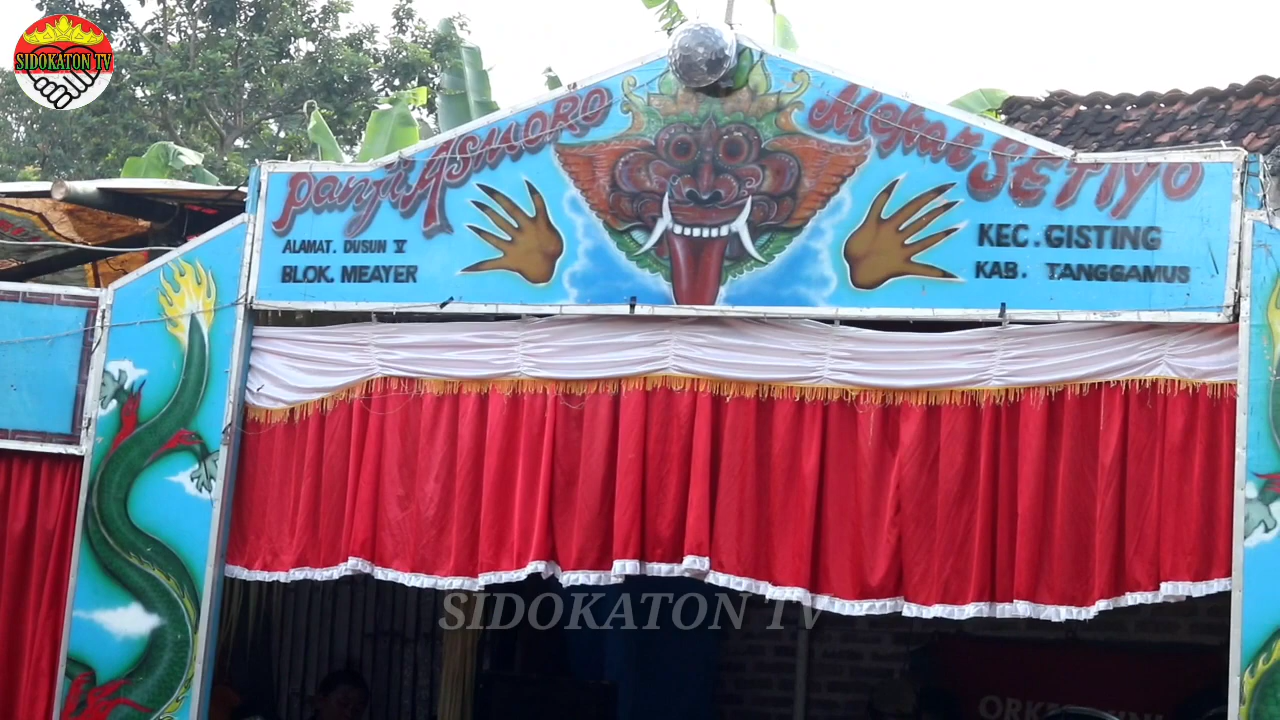 SIDOKATON TV
Panji Asmoro Mekar SETIYO
ALAMAT. DUSUN V
BLOK. MEAYER
KEC. GISTING
KAB. TANGGAMUS
SIDOKATON TV